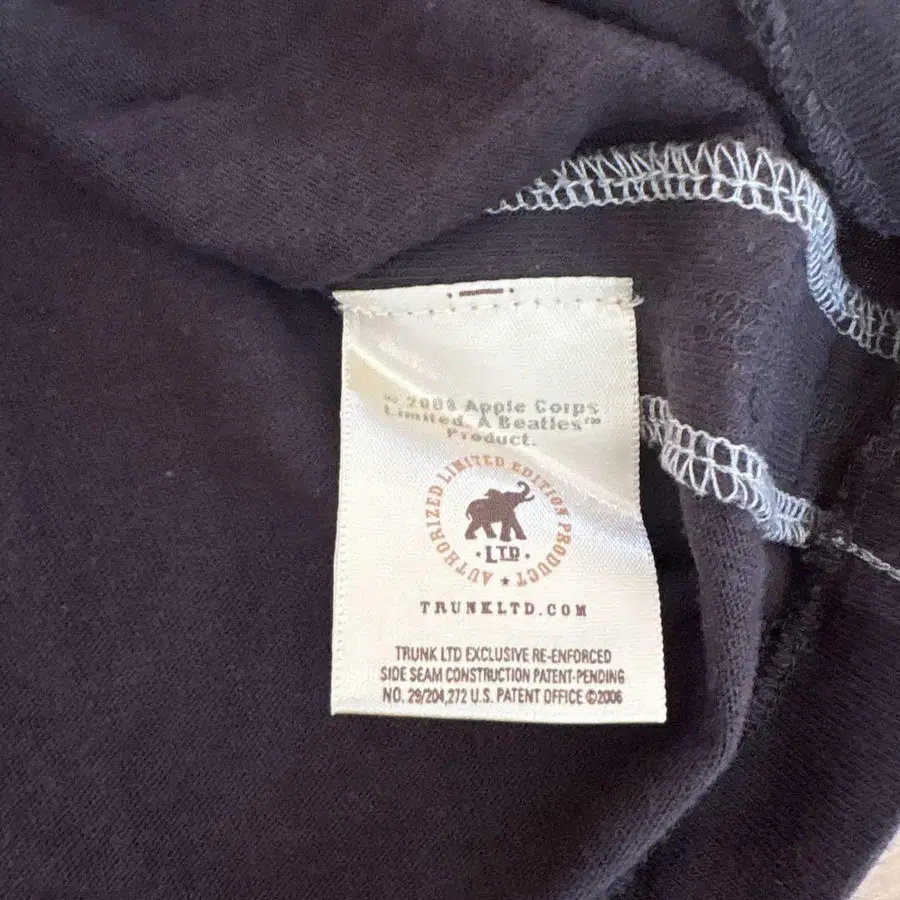 © 2008 Apple Corps
Limited. A Beatles™
Product.
AUTHORIZED LIMITED EDITION PRODUCT ★
·LTD·
TRUNKLTD.COM
TRUNK LTD EXCLUSIVE RE-ENFORCED
SIDE SEAM CONSTRUCTION PATENT-PENDING
NO. 29/204,272 U.S. PATENT OFFICE ©2006